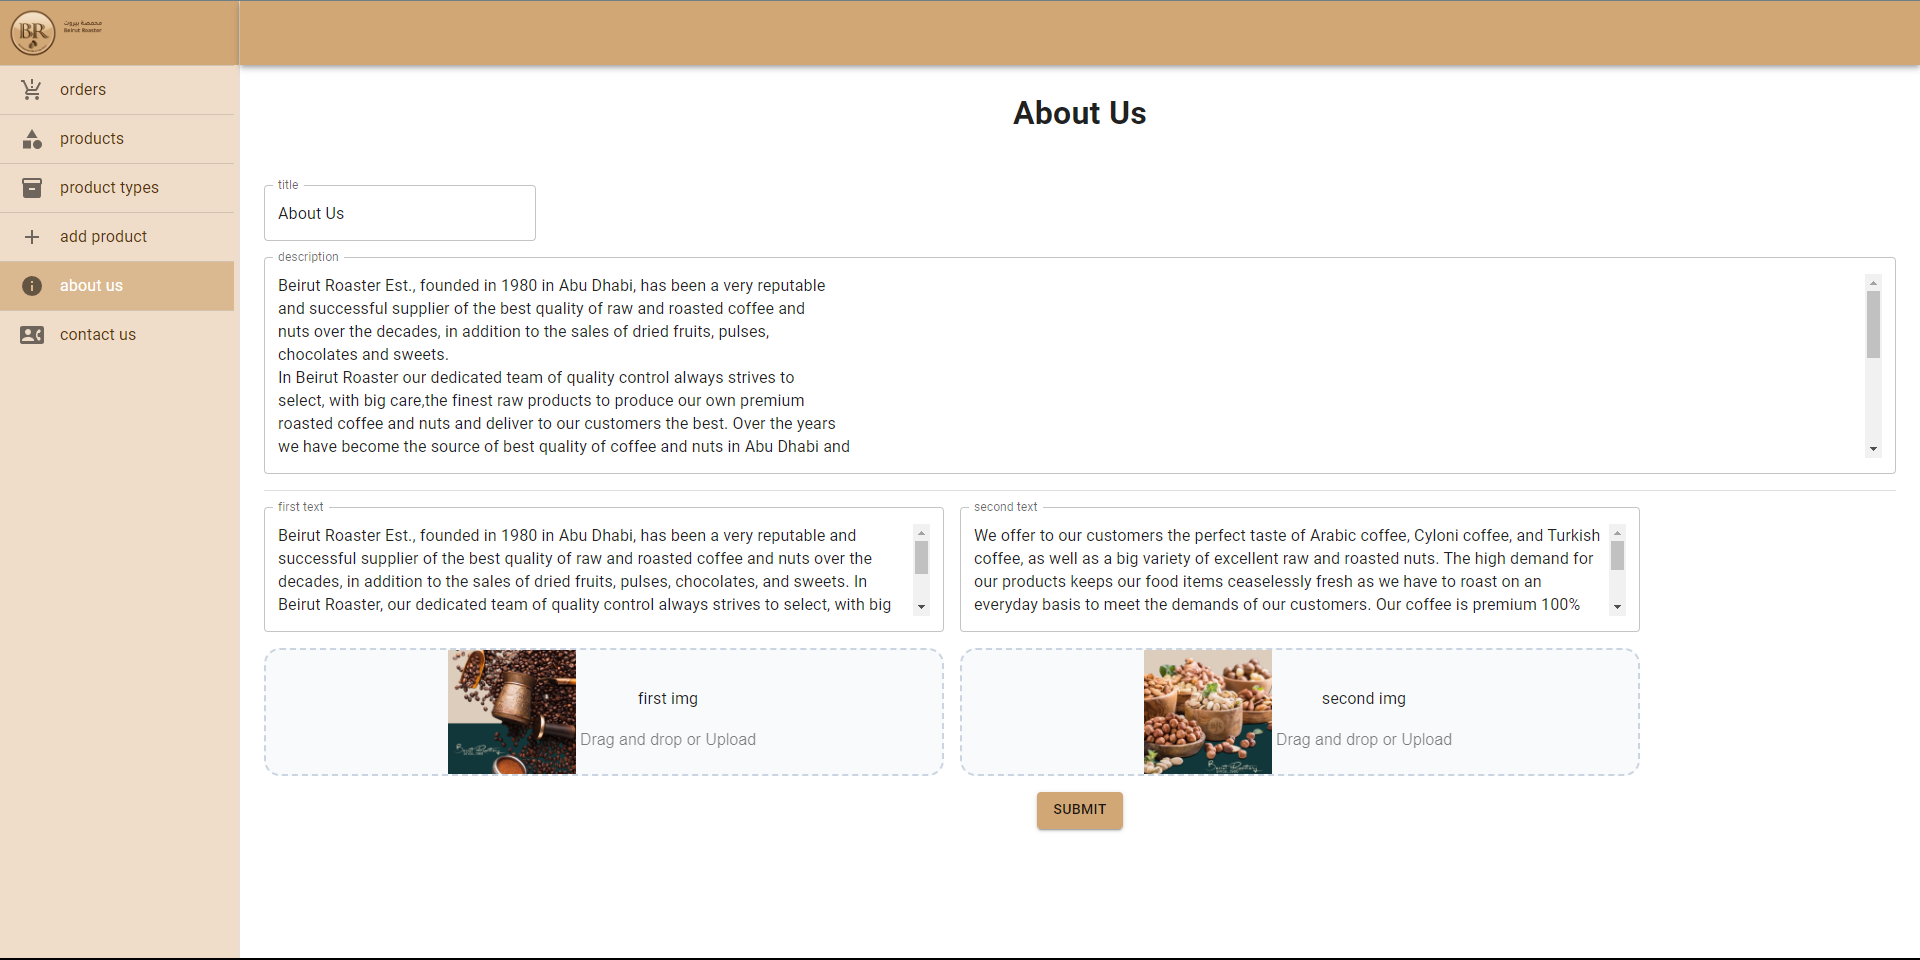 BR
محمصة بيروت
Beirut Roaster
orders
products
product types
add product
about us
contact us
About Us
title
About Us
description
Beirut Roaster Est., founded in 1980 in Abu Dhabi, has been a very reputable
and successful supplier of the best quality of raw and roasted coffee and
nuts over the decades, in addition to the sales of dried fruits, pulses,
chocolates and sweets.
In Beirut Roaster our dedicated team of quality control always strives to
select, with big care,the finest raw products to produce our own premium
roasted coffee and nuts and deliver to our customers the best. Over the years
we have become the source of best quality of coffee and nuts in Abu Dhabi and
first text
Beirut Roaster Est., founded in 1980 in Abu Dhabi, has been a very reputable and
successful supplier of the best quality of raw and roasted coffee and nuts over the
decades, in addition to the sales of dried fruits, pulses, chocolates, and sweets. In
Beirut Roaster, our dedicated team of quality control always strives to select, with big
second text
We offer to our customers the perfect taste of Arabic coffee, Cyloni coffee, and Turkish
coffee, as well as a big variety of excellent raw and roasted nuts. The high demand for
our products keeps our food items ceaselessly fresh as we have to roast on an
everyday basis to meet the demands of our customers. Our coffee is premium 100%
first img
Drag and drop or Upload
second img
Drag and drop or Upload
SUBMIT